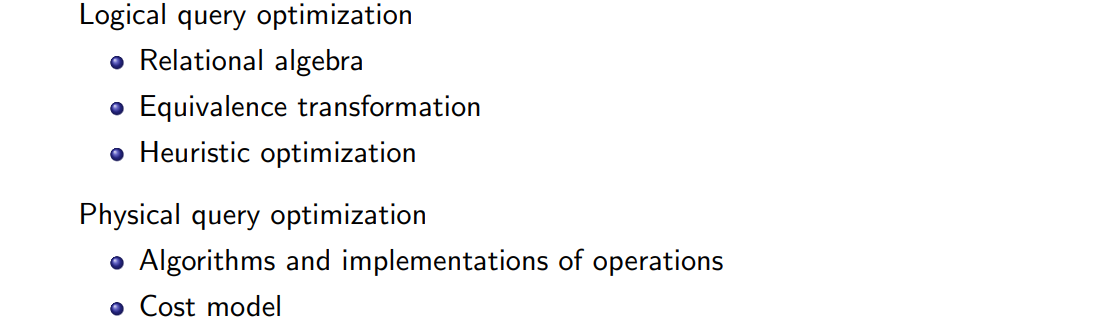 Logical query optimization
Relational algebra
Equivalence transformation
Heuristic optimization
Physical query optimization
Algorithms and implementations of operations
Cost model